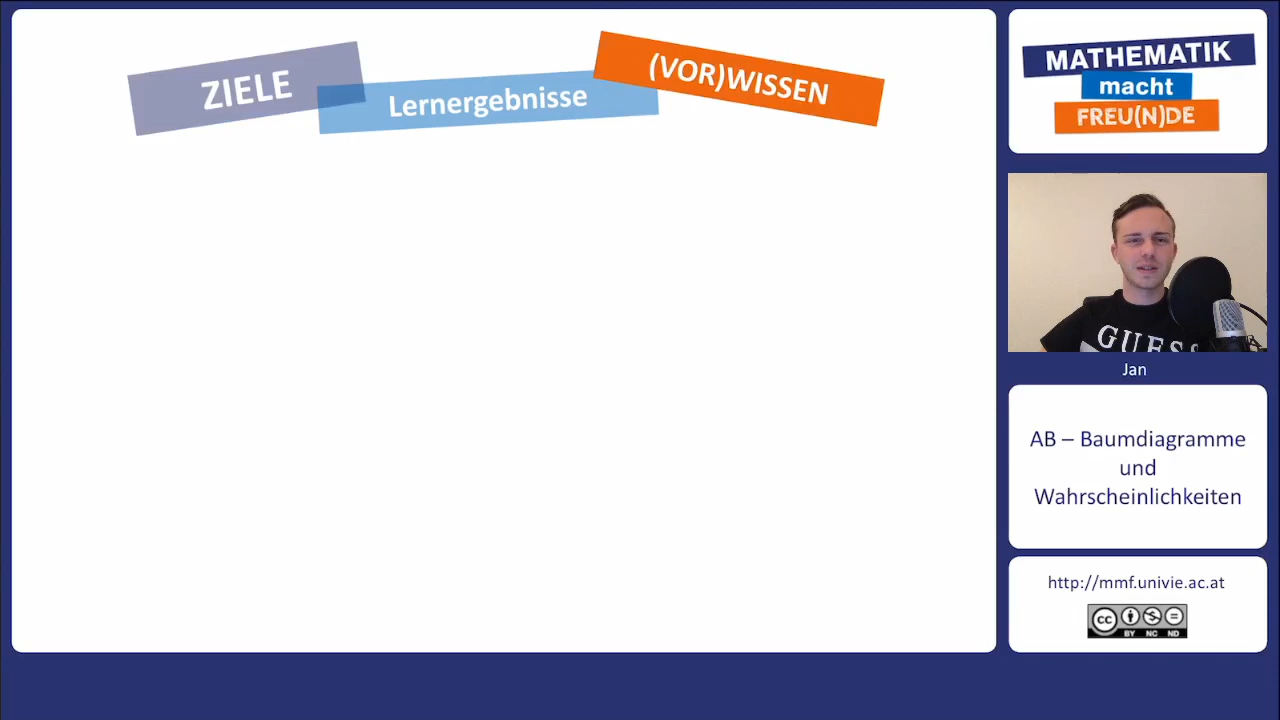 ZIELE
Lernergebnisse
(VOR)WISSEN
MATHEMATIK
macht
FREU(N)DE
GUESS
Jan
AB – Baumdiagramme
und
Wahrscheinlichkeiten
http://mmf.univie.ac.at
cc
BY NC ND